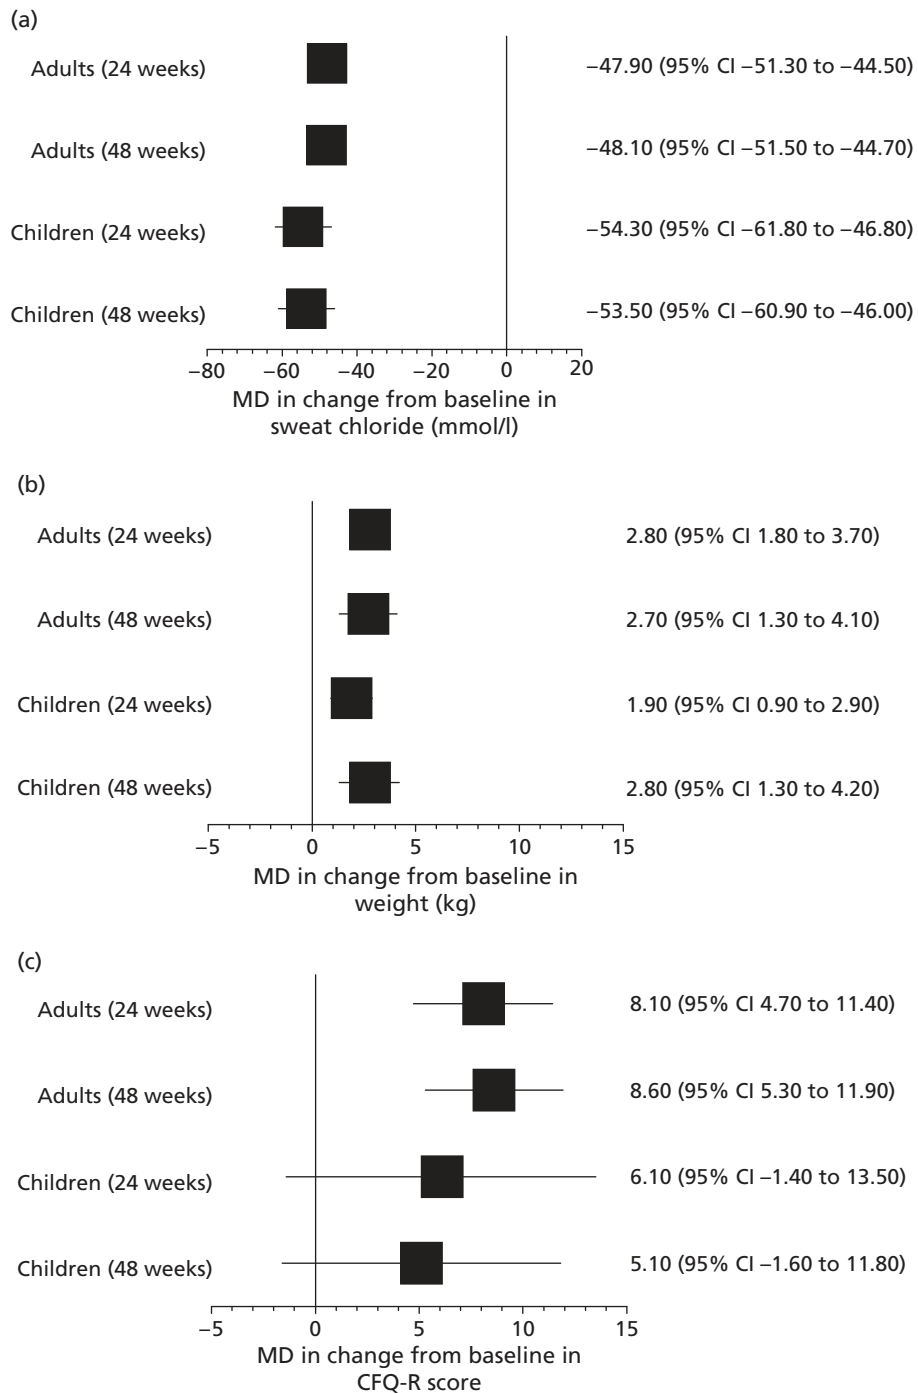 (a)
Adults (24 weeks)
−47.90 (95% CI −51.30 to −44.50)
Adults (48 weeks)
−48.10 (95% CI −51.50 to −44.70)
Children (24 weeks)
−54.30 (95% CI −61.80 to −46.80)
Children (48 weeks)
−53.50 (95% CI −60.90 to −46.00)
−80 −60 −40 −20 0 20
MD in change from baseline in
sweat chloride (mmol/l)
(b)
Adults (24 weeks)
2.80 (95% CI 1.80 to 3.70)
Adults (48 weeks)
2.70 (95% CI 1.30 to 4.10)
Children (24 weeks)
1.90 (95% CI 0.90 to 2.90)
Children (48 weeks)
2.80 (95% CI 1.30 to 4.20)
−5 0 5 10 15
MD in change from baseline in
weight (kg)
(c)
Adults (24 weeks)
8.10 (95% CI 4.70 to 11.40)
Adults (48 weeks)
8.60 (95% CI 5.30 to 11.90)
Children (24 weeks)
6.10 (95% CI −1.40 to 13.50)
Children (48 weeks)
5.10 (95% CI −1.60 to 11.80)
−5 0 5 10 15
MD in change from baseline in
CFQ-R score